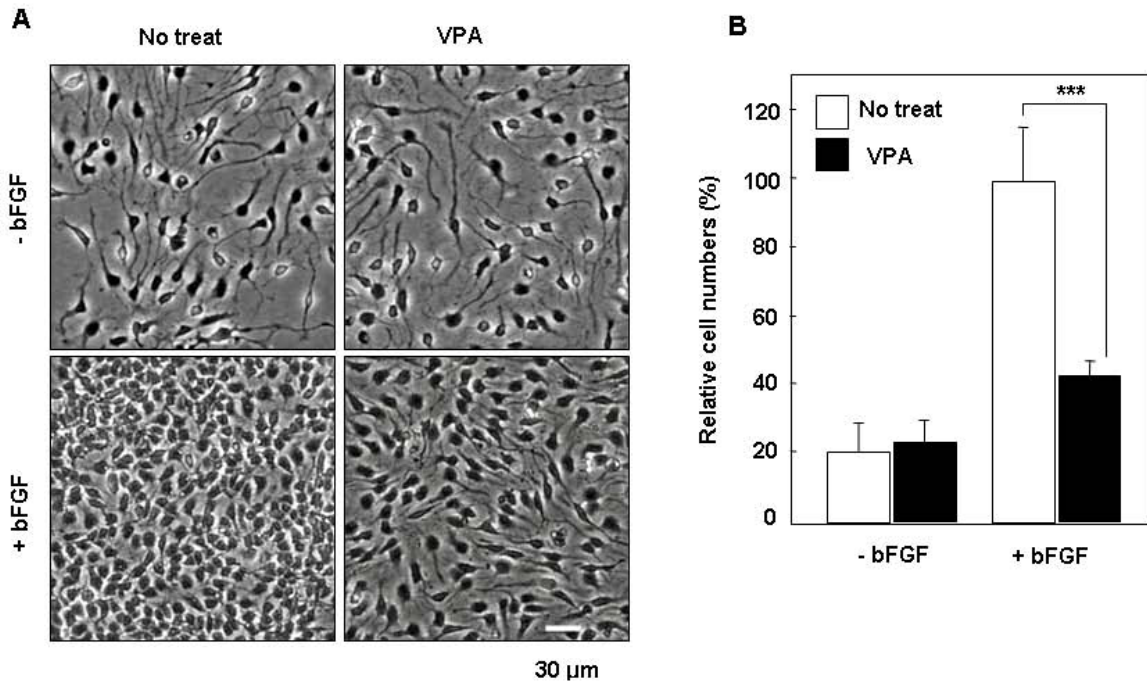 A
No treat
VPA
- bFGF
+ bFGF
30 µm
B
Relative cell numbers (%)
120
100
80
60
40
20
0
No treat
VPA
***
- bFGF
+ bFGF